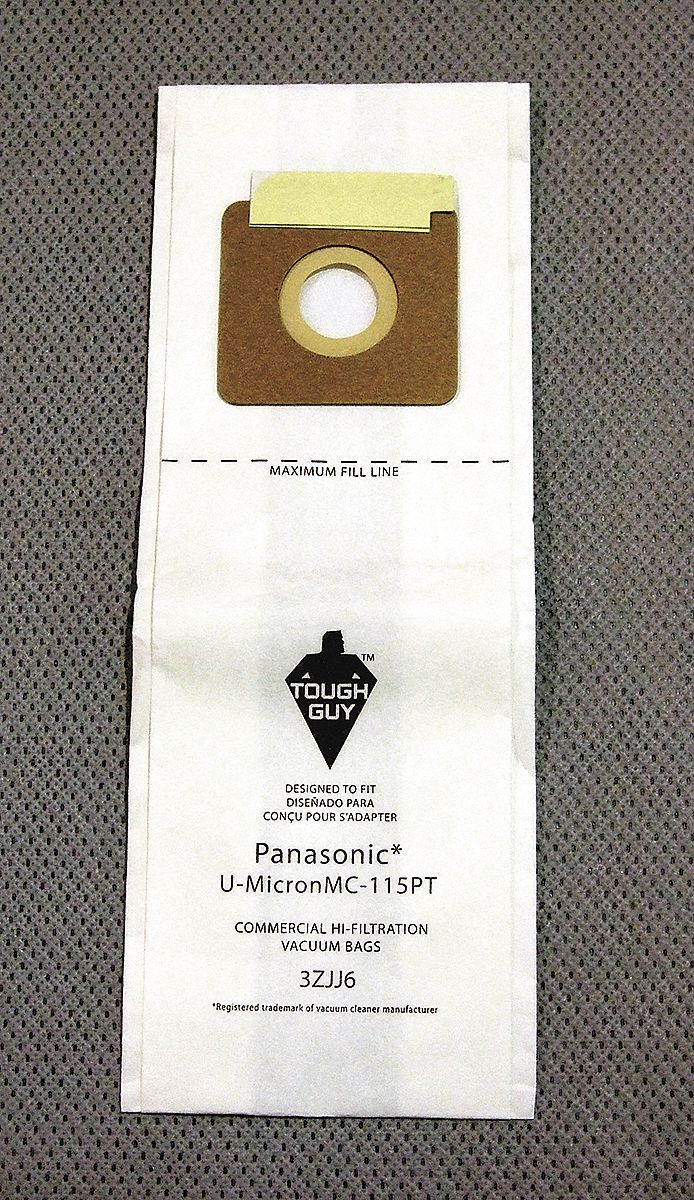 MAXIMUM FILL LINE
TM
TOUGH
GUY
DESIGNED TO FIT
DISEÑADO PARA
CONÇU POUR S'ADAPTER
Panasonic*
U-MicronMC-115PT
COMMERCIAL HI-FILTRATION
VACUUM BAGS
3ZJJ6
*Registered trademark of vacuum cleaner manufacturer